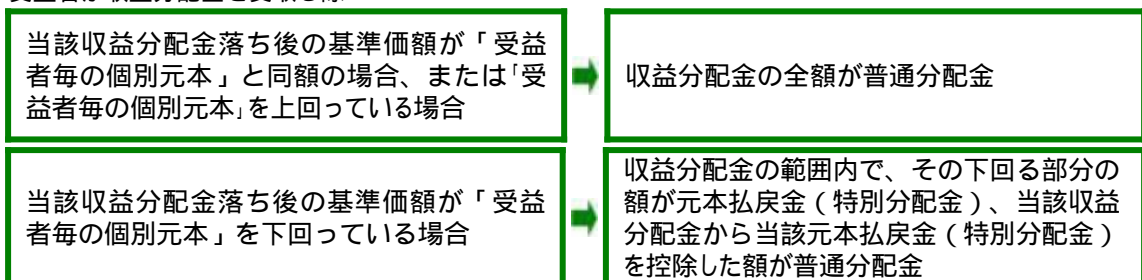 当該収益分配金落ち後の基準価額が「受益
者毎の個別元本」と同額の場合、または「受
益者毎の個別元本」を上回っている場合
収益分配金の全額が普通分配金
当該収益分配金落ち後の基準価額が「受益
者毎の個別元本」を下回っている場合
収益分配金の範囲内で、その下回る部分の
額が元本払戻金（特別分配金）、当該収益
分配金から当該元本払戻金（特別分配金）
を控除した額が普通分配金